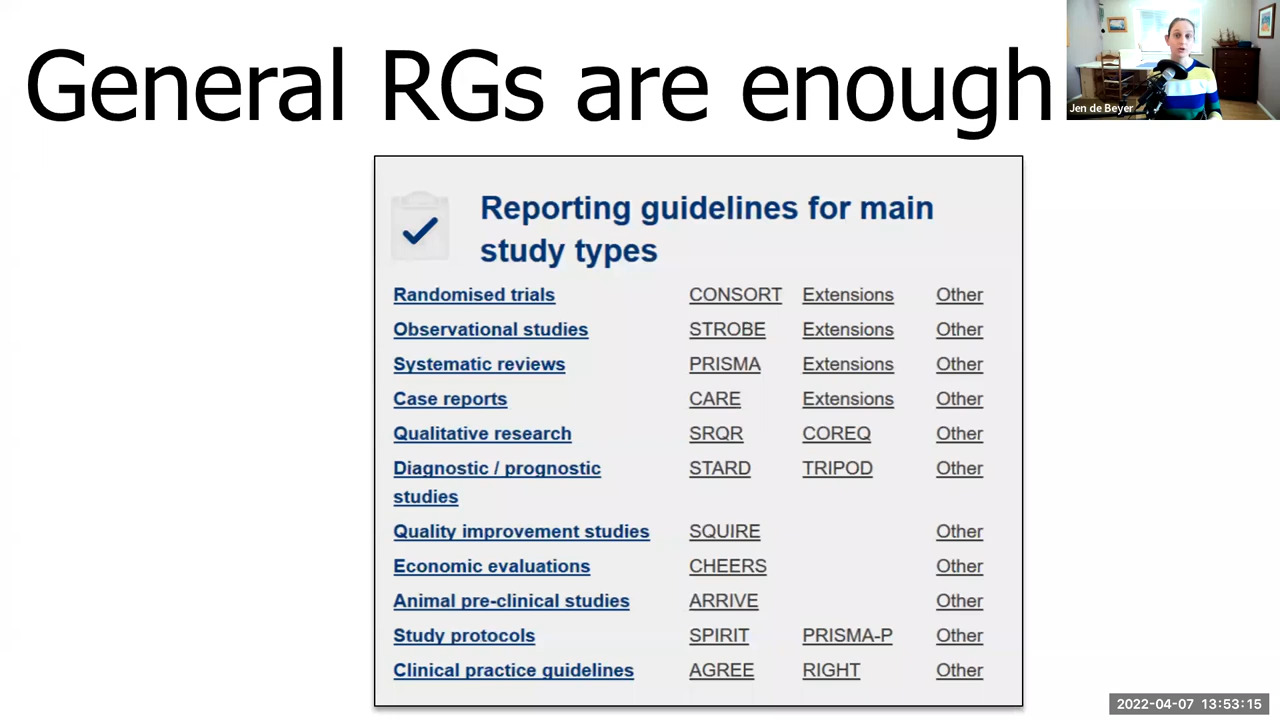 General RGs are enough
Jen de Beyer
Reporting guidelines for main
study types
Randomised trials CONSORT Extensions Other
Observational studies STROBE Extensions Other
Systematic reviews PRISMA Extensions Other
Case reports CARE Extensions Other
Qualitative research SRQR COREQ Other
Diagnostic / prognostic STARD TRIPOD Other
studies
Quality improvement studies SQUIRE Other
Economic evaluations CHEERS Other
Animal pre-clinical studies ARRIVE Other
Study protocols SPIRIT PRISMA-P Other
Clinical practice guidelines AGREE RIGHT Other
2022-04-07 13:53:15